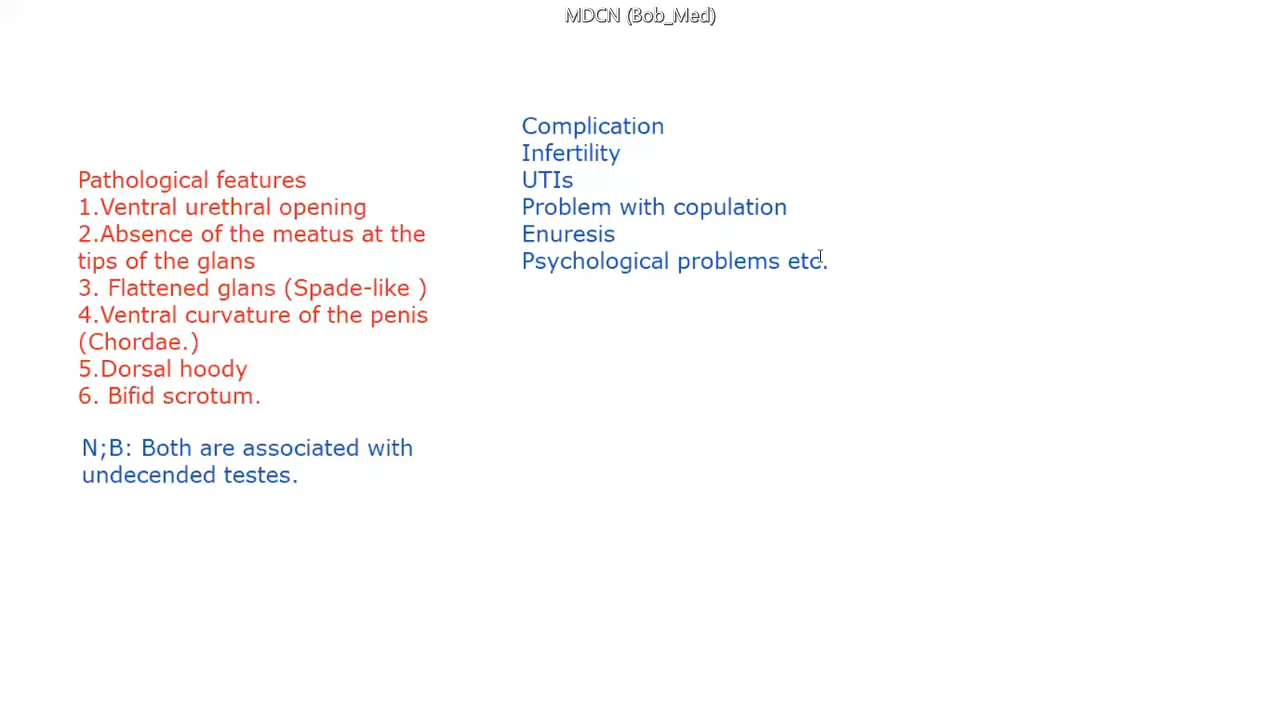 MDCN (Bob_Med)
Pathological features
1.Ventral urethral opening
2.Absence of the meatus at the
tips of the glans
3. Flattened glans (Spade-like )
4.Ventral curvature of the penis
(Chordae.)
5.Dorsal hoody
6. Bifid scrotum.
N;B: Both are associated with
undecended testes.
Complication
Infertility
UTIs
Problem with copulation
Enuresis
Psychological problems etc.